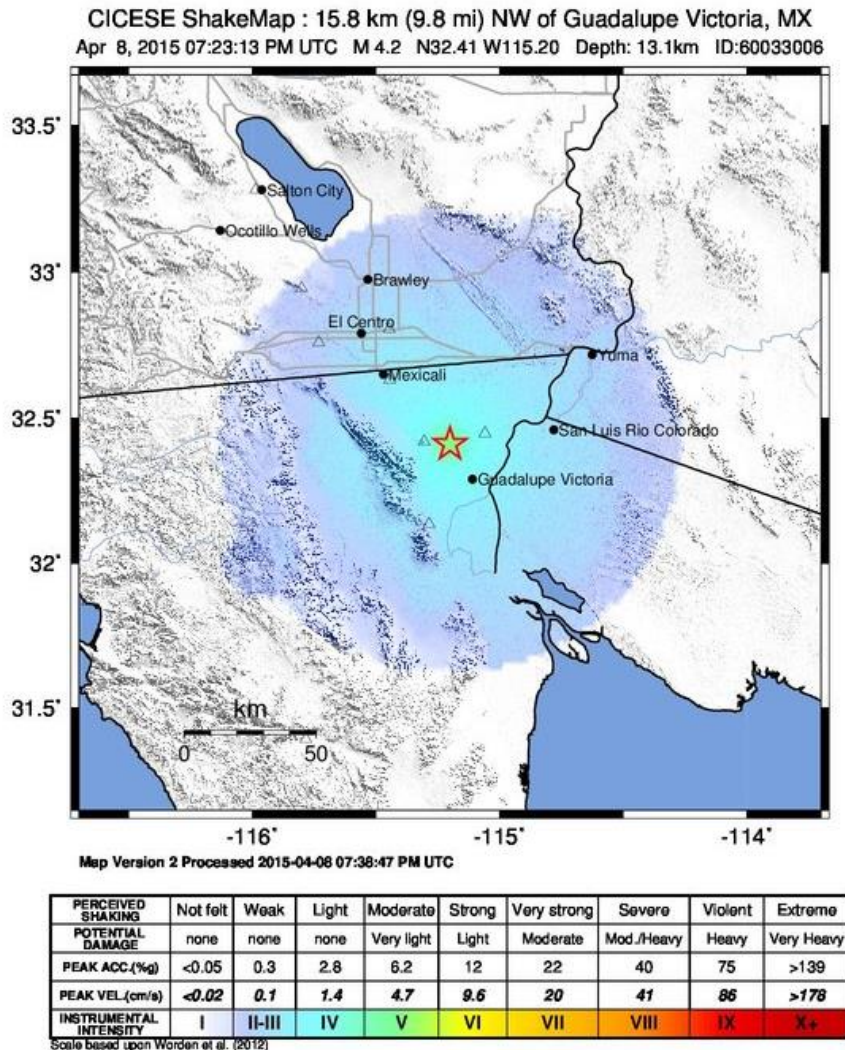 CICESE ShakeMap : 15.8 km (9.8 mi) NW of Guadalupe Victoria, MX
Apr 8, 2015 07:23:13 PM UTC M 4.2 N32.41 W115.20 Depth: 13.1km ID:60033006
33.5°
Salton City
Ocotillo Wells
33°
Brawley
El Centro
Yuma
Mexicali
32.5°
San Luis Rio Colorado
Guadalupe Victoria
32°
31.5°
km
0 50
-116° -115° -114°
Map Version 2 Processed 2015-04-08 07:38:47 PM UTC
PERCEIVED SHAKING Not felt Weak Light Moderate Strong Very strong Severe Violent Extreme
POTENTIAL DAMAGE none none none Very light Light Moderate Mod./Heavy Heavy Very Heavy
PEAK ACC.(%g) <0.05 0.3 2.8 6.2 12 22 40 75 >139
PEAK VEL.(cm/s) <0.02 0.1 1.4 4.7 9.6 20 41 86 >178
INSTRUMENTAL INTENSITY I II-III IV V VI VII VIII IX X+
Scale based upon Worden et al. (2012)